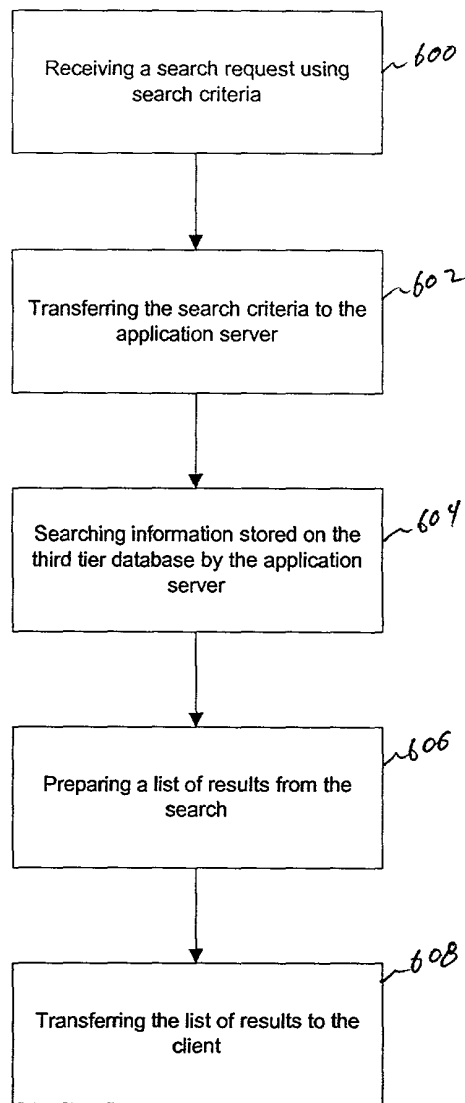 Receiving a search request using
search criteria
600
Transferring the search criteria to the
application server
602
Searching information stored on the
third tier database by the application
server
604
Preparing a list of results from the
search
606
Transferring the list of results to the
client
608